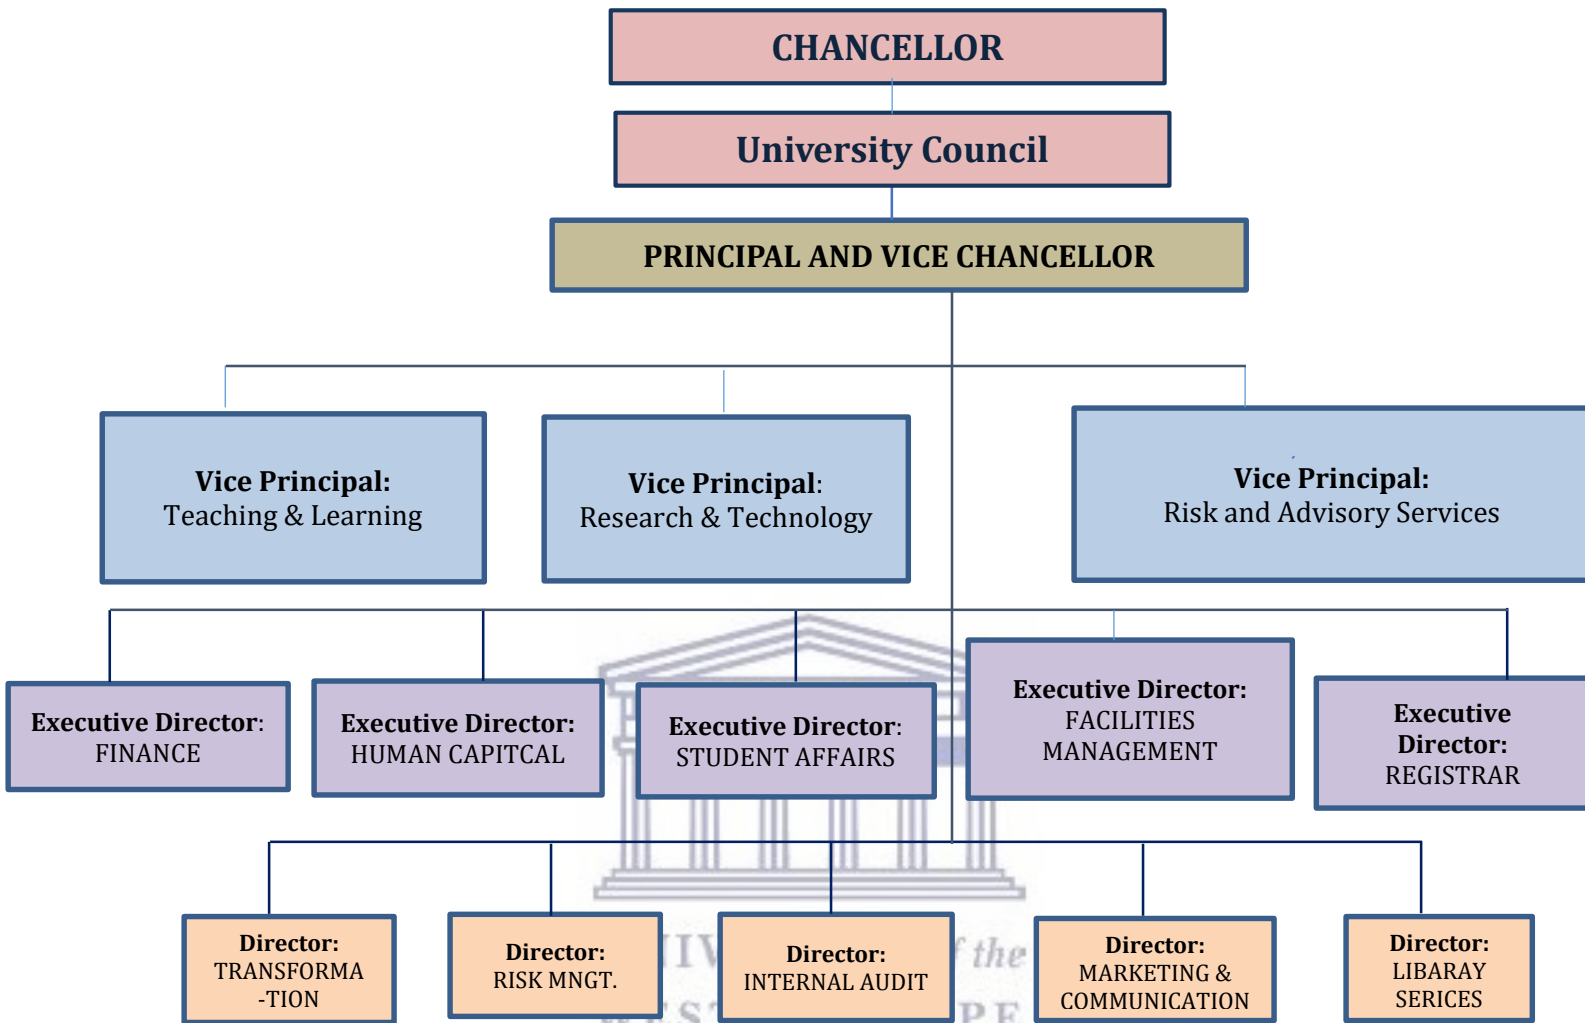 CHANCELLOR
University Council
PRINCIPAL AND VICE CHANCELLOR
Vice Principal:
Teaching & Learning
Vice Principal:
Research & Technology
Vice Principal:
Risk and Advisory Services
Executive Director:
FINANCE
Executive Director:
HUMAN CAPITCAL
Executive Director:
STUDENT AFFAIRS
Executive Director:
FACILITIES
MANAGEMENT
Executive
Director:
REGISTRAR
Director:
TRANSFORMA
-TION
Director:
RISK MNGT.
Director:
INTERNAL AUDIT
Director:
MARKETING &
COMMUNICATION
Director:
LIBARAY
SERICES
the